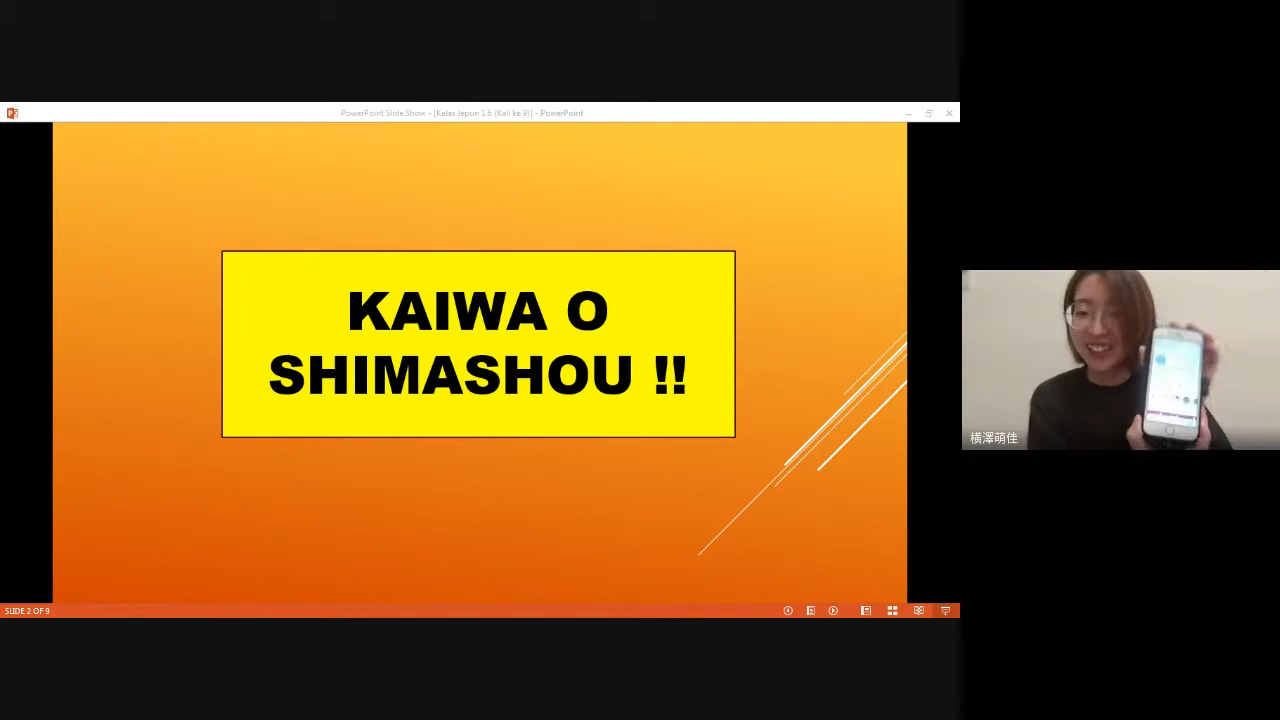 PowerPoint Slide Show - [Kelas Jepun 1.6 (Kali ke 9)] - PowerPoint
KAIWA O
SHIMASHOU !!
横澤萌佳
SLIDE 2 OF 9